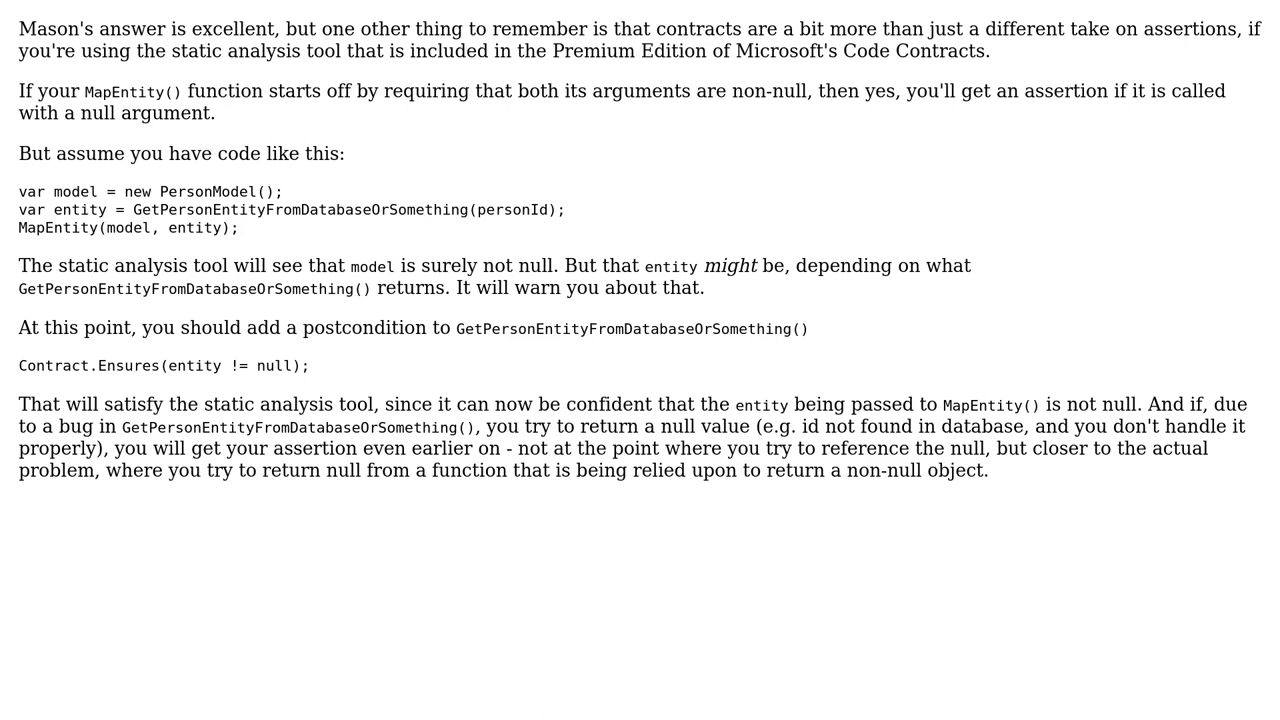 Mason's answer is excellent, but one other thing to remember is that contracts are a bit more than just a different take on assertions, if
you're using the static analysis tool that is included in the Premium Edition of Microsoft's Code Contracts.
If your MapEntity() function starts off by requiring that both its arguments are non-null, then yes, you'll get an assertion if it is called
with a null argument.
But assume you have code like this:
var model = new PersonModel();
var entity = GetPersonEntityFromDatabaseOrSomething(personId);
MapEntity(model, entity);
The static analysis tool will see that model is surely not null. But that entity might be, depending on what
GetPersonEntityFromDatabaseOrSomething() returns. It will warn you about that.
At this point, you should add a postcondition to GetPersonEntityFromDatabaseOrSomething()
Contract.Ensures(entity != null);
That will satisfy the static analysis tool, since it can now be confident that the entity being passed to MapEntity() is not null. And if, due
to a bug in GetPersonEntityFromDatabaseOrSomething(), you try to return a null value (e.g. id not found in database, and you don't handle it
properly), you will get your assertion even earlier on - not at the point where you try to reference the null, but closer to the actual
problem, where you try to return null from a function that is being relied upon to return a non-null object.